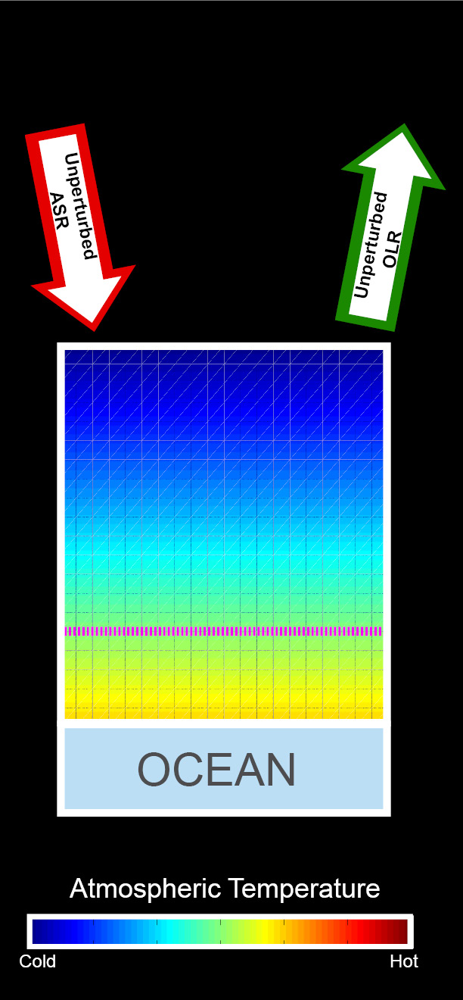 Unperturbed
ASR
Unperturbed
OLR
OCEAN
Atmospheric Temperature
Cold
Hot